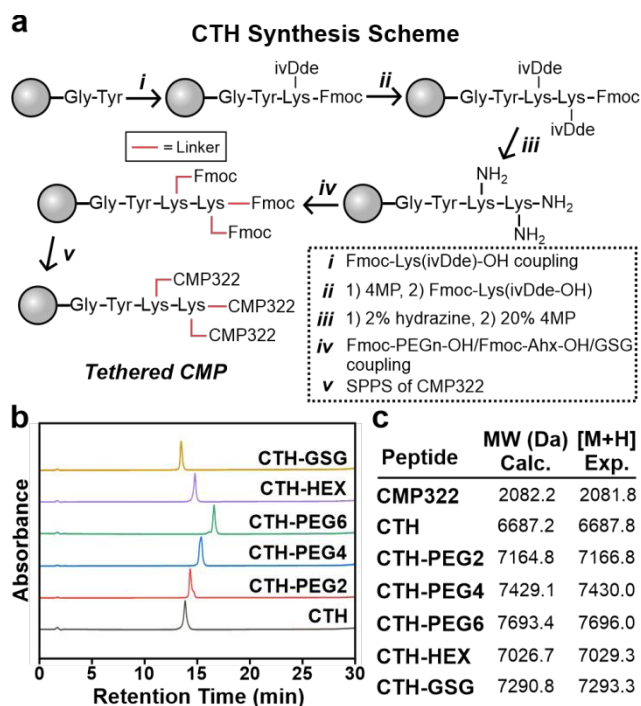 a
CTH Synthesis Scheme
Gly-Tyr
i
ivDde
Gly-Tyr-Lys-Fmoc
ii
ivDde
Gly-Tyr-Lys-Lys-Fmoc
ivDde
iii
= Linker
Fmoc
Gly-Tyr-Lys-Lys
Fmoc
Fmoc
iv
NH2
Gly-Tyr-Lys-Lys-NH2
NH2
v
CMP322
Gly-Tyr-Lys-Lys
CMP322
CMP322
Tethered CMP
i Fmoc-Lys(ivDde)-OH coupling
ii 1) 4MP, 2) Fmoc-Lys(ivDde-OH)
iii 1) 2% hydrazine, 2) 20% 4MP
iv Fmoc-PEGn-OH/Fmoc-Ahx-OH/GSG
coupling
v SPPS of CMP322
b
Absorbance
CTH-GSG
CTH-HEX
CTH-PEG6
CTH-PEG4
CTH-PEG2
CTH
0 5 10 15 20 25 30
Retention Time (min)
c
MW (Da) [M+H]
Peptide Calc. Exp.
CMP322 2082.2 2081.8
CTH 6687.2 6687.8
CTH-PEG2 7164.8 7166.8
CTH-PEG4 7429.1 7430.0
CTH-PEG6 7693.4 7696.0
CTH-HEX 7026.7 7029.3
CTH-GSG 7290.8 7293.3